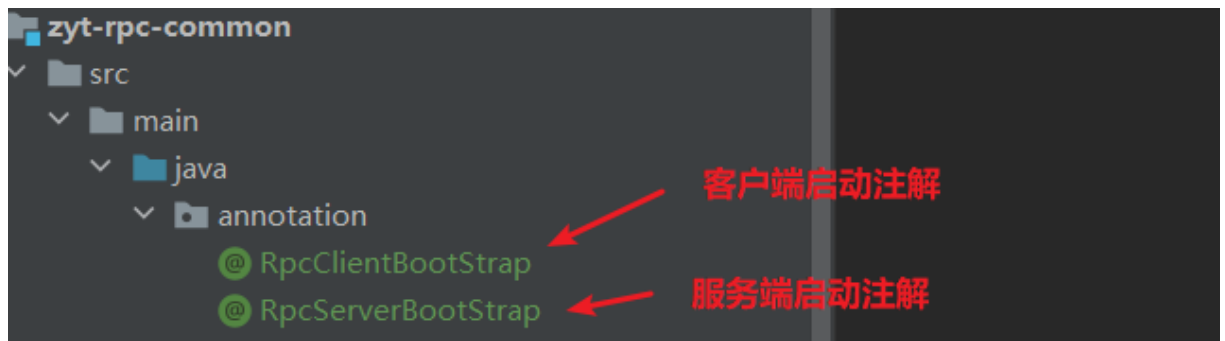 zyt-rpc-common
src
main
java
客户端启动注解
annotation
@ RpcClientBootStrap
服务端启动注解
@ RpcServerBootStrap